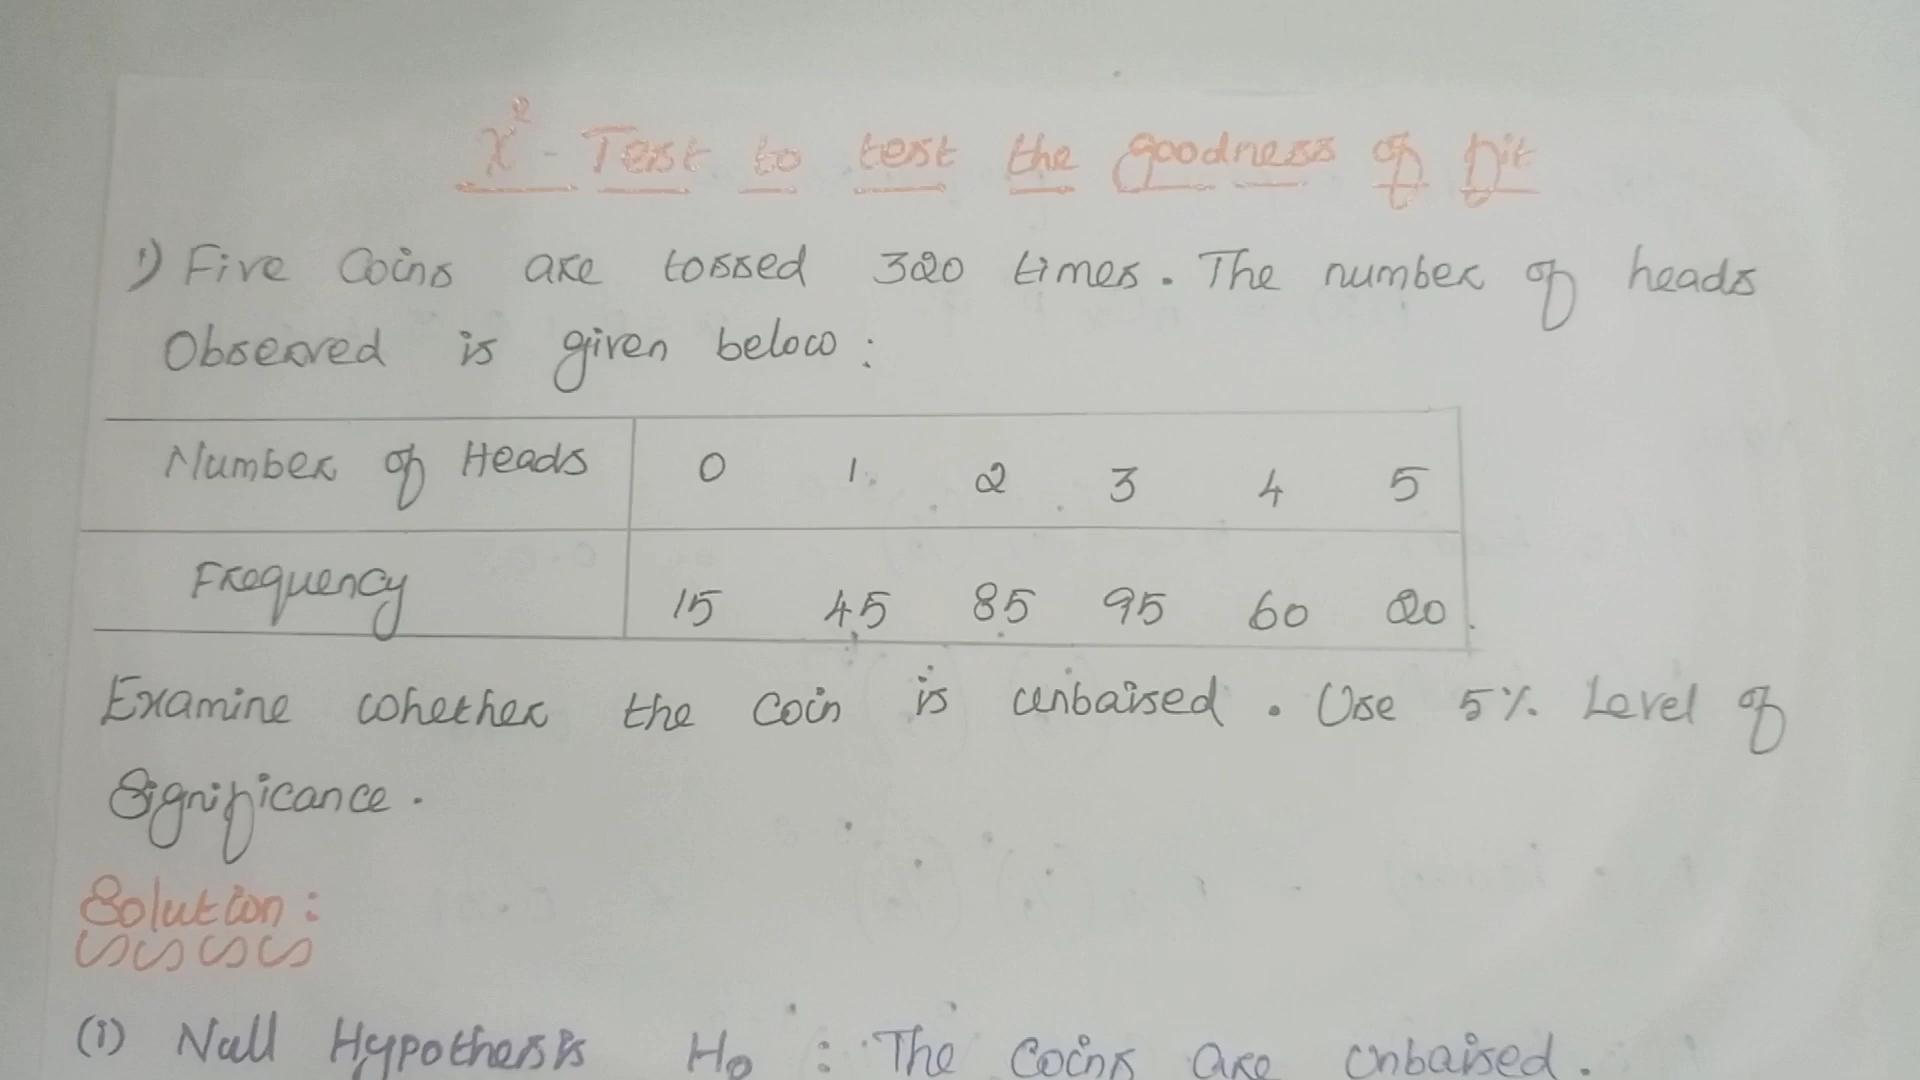 χ² - Test to test the goodness of fit
1) Five Coins are tossed 320 times. The number of heads
Observed is given below :
Number of Heads 0 1 2 3 4 5
Frequency 15 45 85 95 60 20
Examine whether the coin is unbaised. Use 5% Level of
Significance.
Solution :
(i) Null Hypothesis H₀ : The Coins are unbaised.